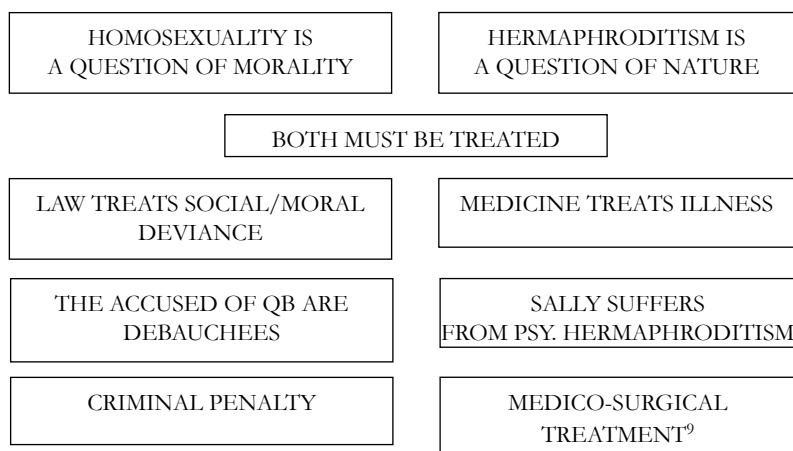 HOMOSEXUALITY IS
A QUESTION OF MORALITY
HERMAPHRODITISM IS
A QUESTION OF NATURE
BOTH MUST BE TREATED
LAW TREATS SOCIAL/MORAL
DEVIANCE
MEDICINE TREATS ILLNESS
THE ACCUSED OF QB ARE
DEBAUCHEES
SALLY SUFFERS
FROM PSY. HERMAPHRODITISM
CRIMINAL PENALTY
MEDICO-SURGICAL
TREATMENT⁹